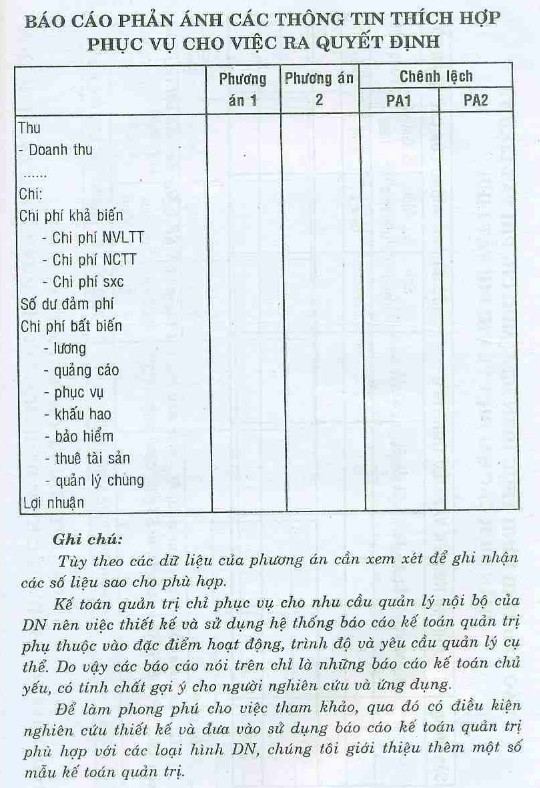 BÁO CÁO PHẢN ÁNH CÁC THÔNG TIN THÍCH HỢP
PHỤC VỤ CHO VIỆC RA QUYẾT ĐỊNH
Phương án 1
Phương án 2
Chênh lệch
PA1
PA2
Thu
- Doanh thu
......
Chi:
Chi phí khả biến
- Chi phí NVLTT
- Chi phí NCTT
- Chi phí sxc
Số dư đảm phí
Chi phí bất biến
- lương
- quảng cáo
- phục vụ
- khấu hao
- bảo hiểm
- thuê tài sản
- quản lý chung
Lợi nhuận
Ghi chú:
Tùy theo các dữ liệu của phương án cần xem xét để ghi nhận
các số liệu sao cho phù hợp.
Kế toán quản trị chỉ phục vụ cho nhu cầu quản lý nội bộ của
DN nên việc thiết kế và sử dụng hệ thống báo cáo kế toán quản trị
phụ thuộc vào đặc điểm hoạt động, trình độ và yêu cầu quản lý cụ
thể. Do vậy các báo cáo nói trên chỉ là những báo cáo kế toán chủ
yếu, có tính chất gợi ý cho người nghiên cứu và ứng dụng.
Để làm phong phú cho việc tham khảo, qua đó có điều kiện
nghiên cứu thiết kế và đưa vào sử dụng báo cáo kế toán quản trị
phù hợp với các loại hình DN, chúng tôi giới thiệu thêm một số
mẫu kế toán quản trị.